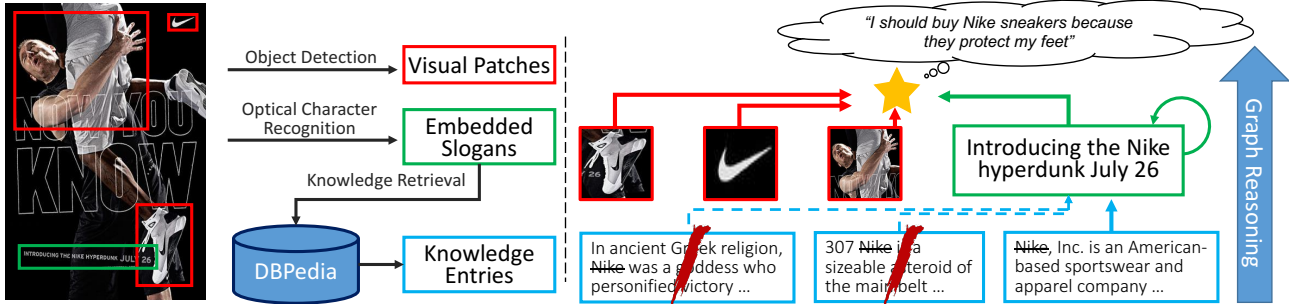 NOW YOU
KNOW
INTRODUCING THE NIKE HYPERDUNK JULY 26
Object Detection
Visual Patches
Optical Character
Recognition
Embedded
Slogans
Knowledge Retrieval
DBPedia
Knowledge
Entries
“I should buy Nike sneakers because
they protect my feet”
26
Introducing the Nike
hyperdunk July 26
In ancient Greek religion,
Nike was a goddess who
personified victory ...
307 Nike is a
sizeable asteroid of
the main belt ...
Nike, Inc. is an American-
based sportswear and
apparel company ...
Graph Reasoning